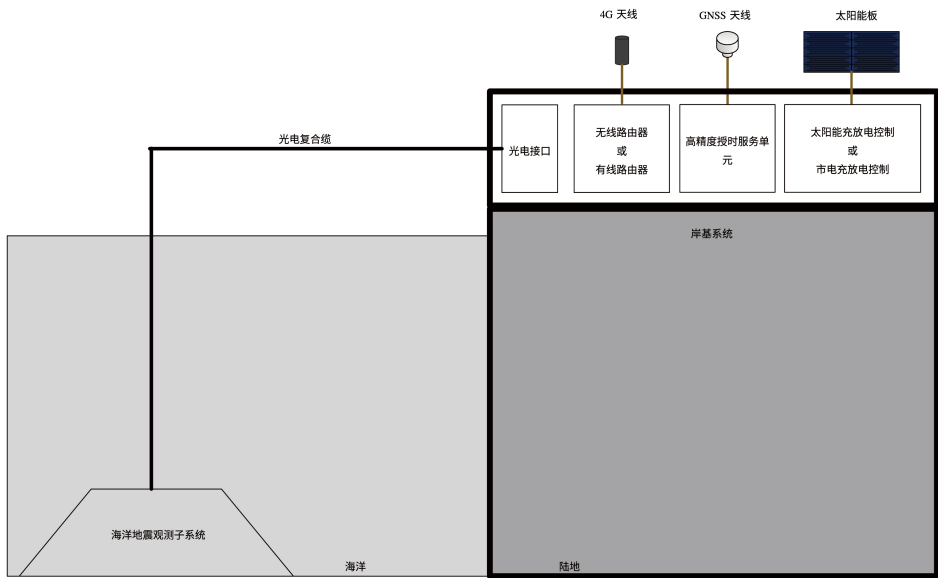 4G 天线
GNSS 天线
太阳能板
光电复合缆
光电接口
无线路由器
或
有线路由器
高精度授时服务单
元
太阳能充放电控制
或
市电充放电控制
岸基系统
海洋地震观测子系统
海洋
陆地